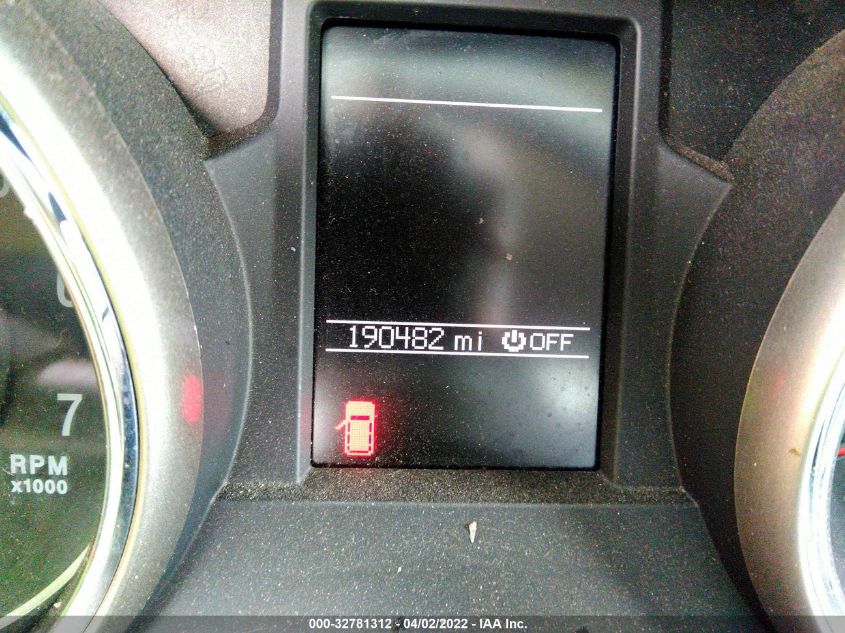 190482 mi OFF
7
RPM
x1000
000-32781312 - 04/02/2022 - IAA Inc.